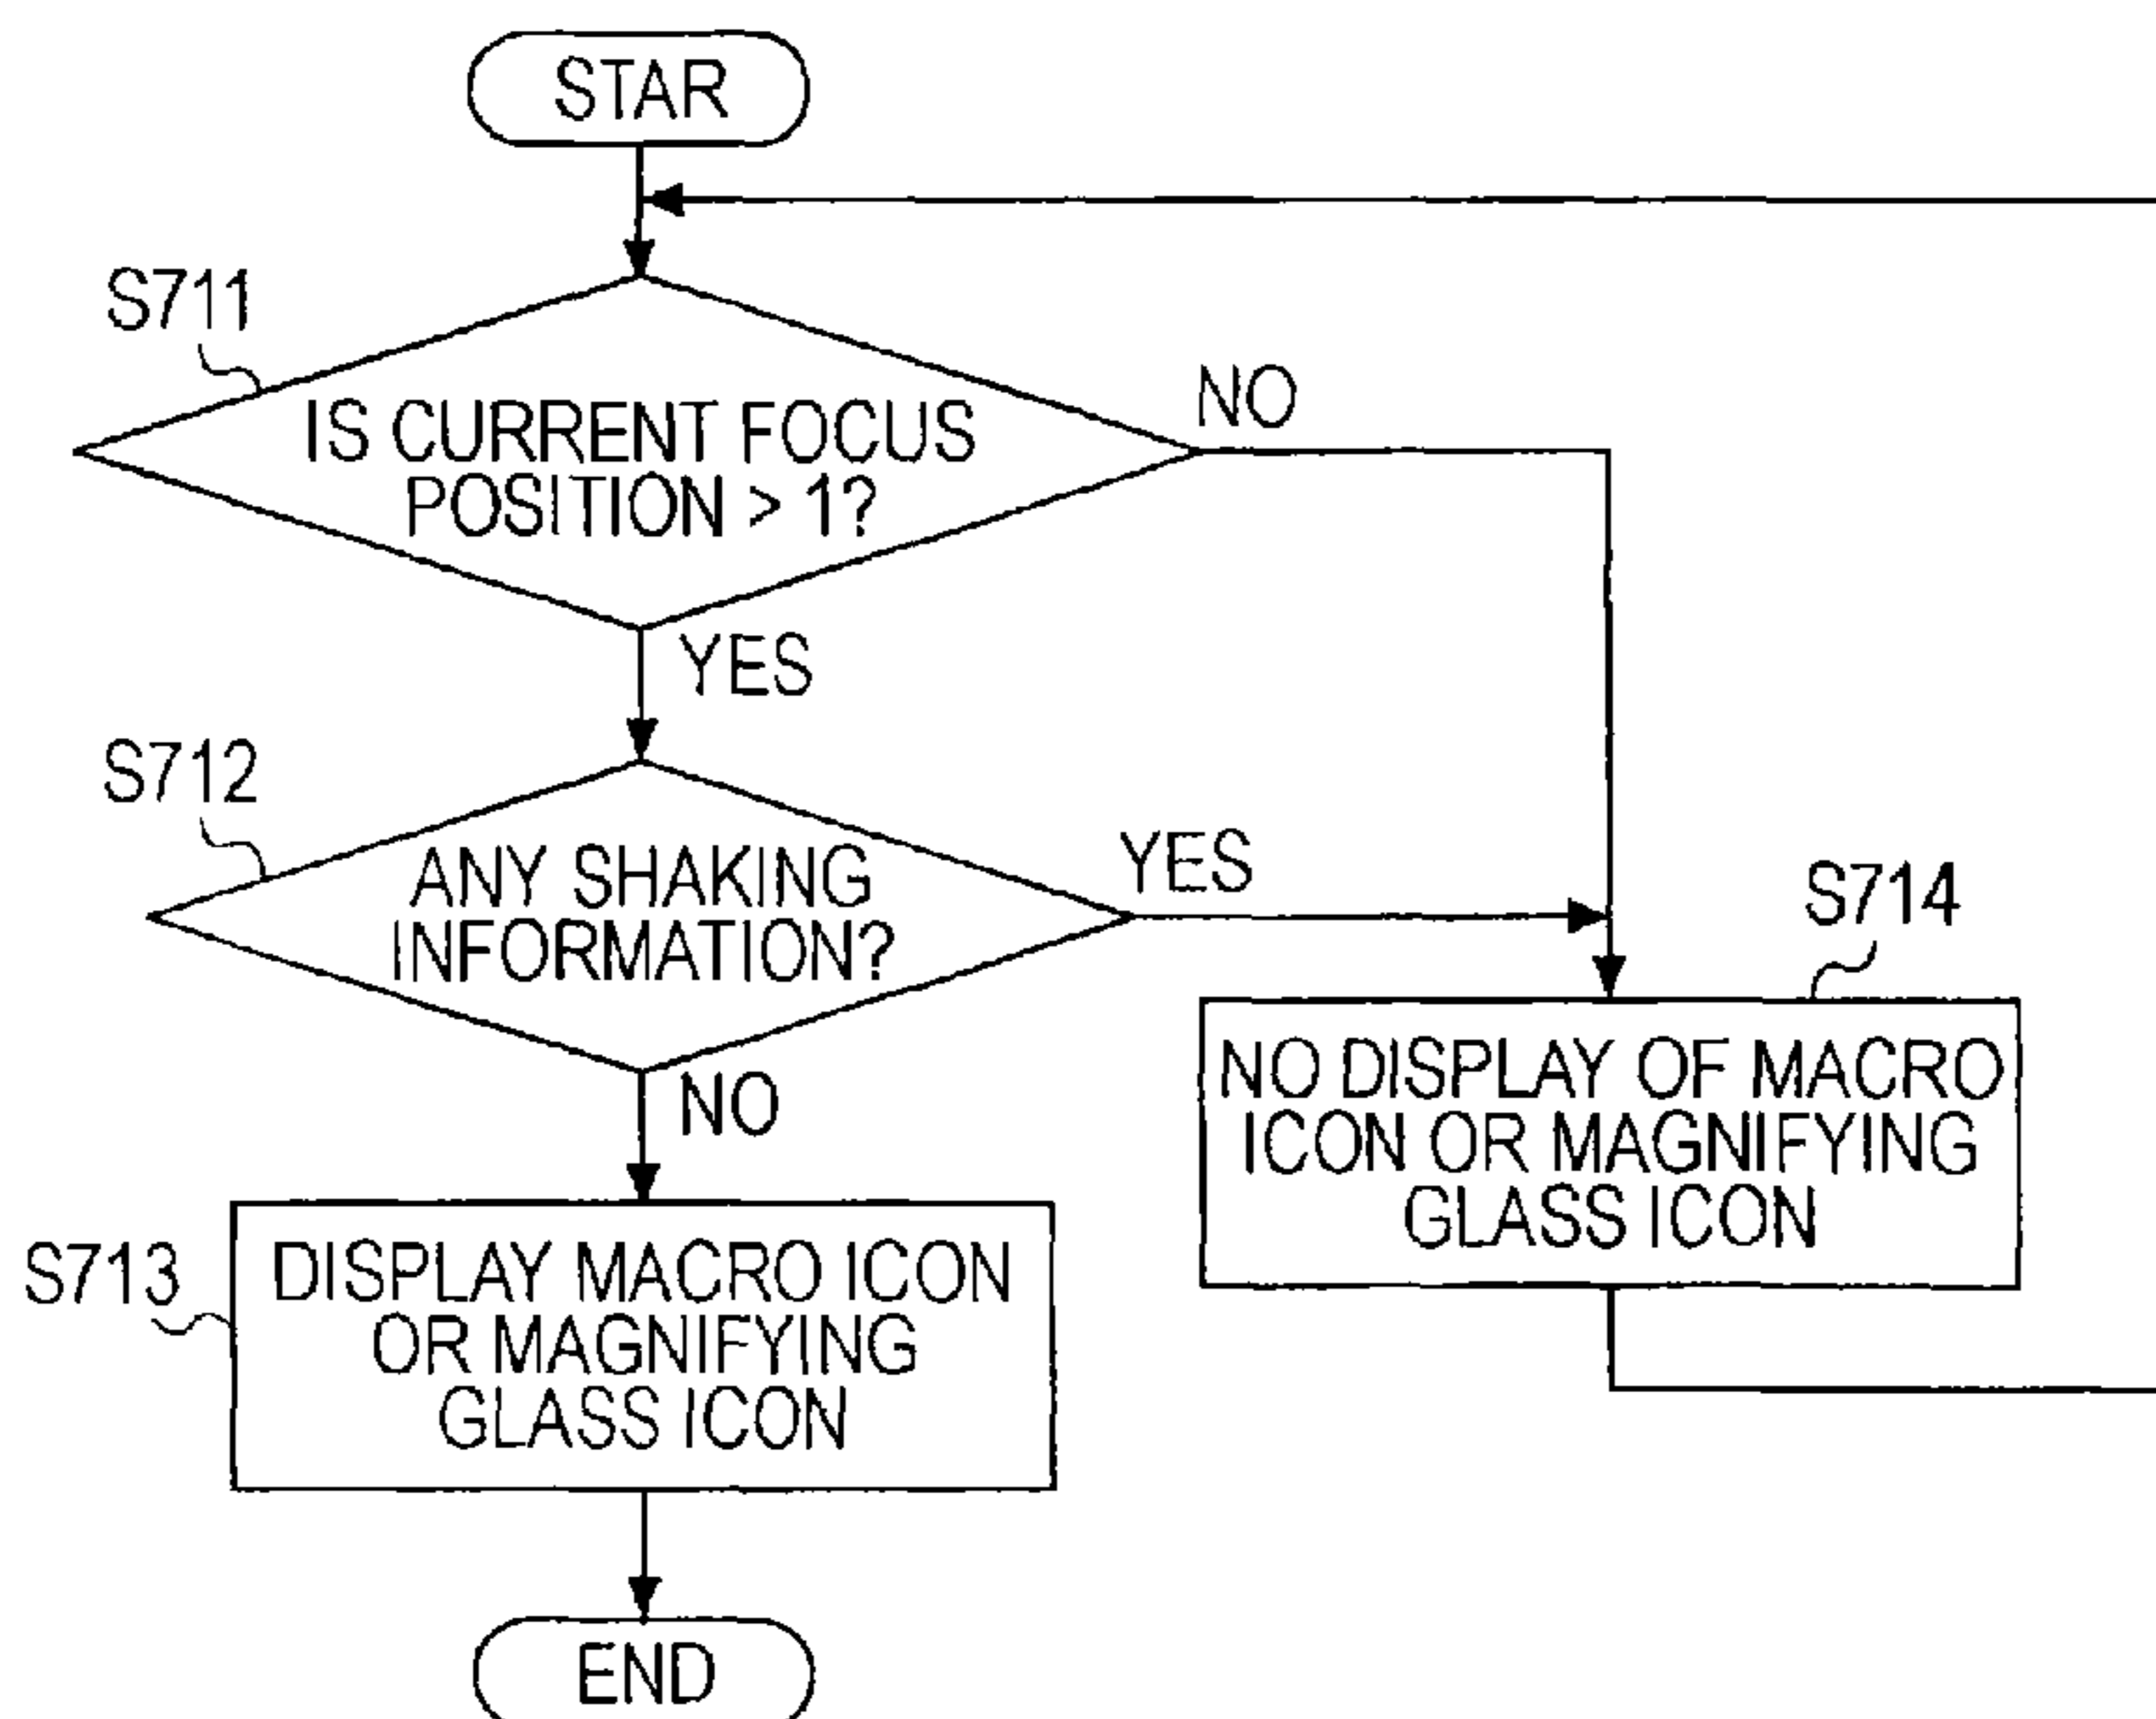 STAR
S711
IS CURRENT FOCUS
POSITION > 1?
NO
YES
S712
ANY SHAKING
INFORMATION?
YES
NO
S714
NO DISPLAY OF MACRO
ICON OR MAGNIFYING
GLASS ICON
S713
DISPLAY MACRO ICON
OR MAGNIFYING
GLASS ICON
END